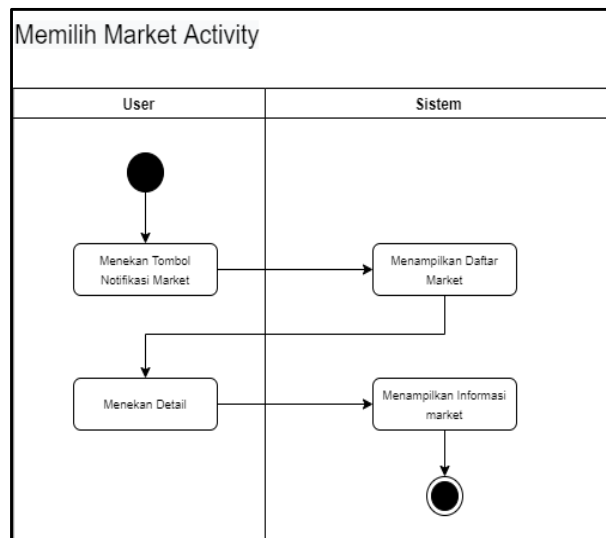 Memilih Market Activity
User
Sistem
Menekan Tombol
Notifikasi Market
Menampilkan Daftar
Market
Menekan Detail
Menampilkan Informasi
market